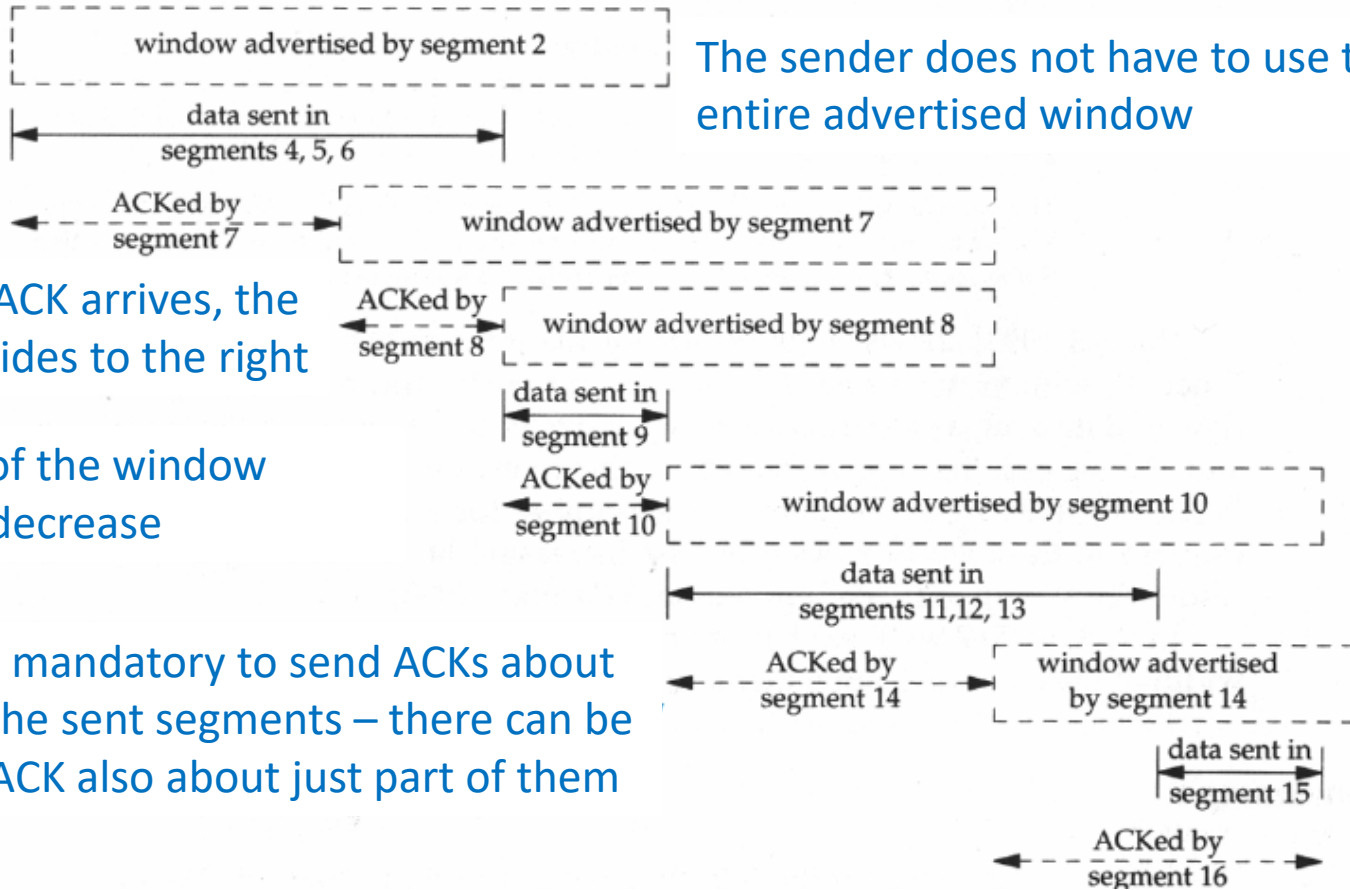 window advertised by segment 2
The sender does not have to use t
entire advertised window
data sent in
segments 4, 5, 6
ACKed by
segment 7
window advertised by segment 7
ACK arrives, the
ides to the right
ACKed by
segment 8
window advertised by segment 8
data sent in
segment 9
of the window
decrease
ACKed by
segment 10
window advertised by segment 10
data sent in
segments 11,12, 13
mandatory to send ACKs about
he sent segments – there can be
ACK also about just part of them
ACKed by
segment 14
window advertised
by segment 14
data sent in
segment 15
ACKed by
segment 16